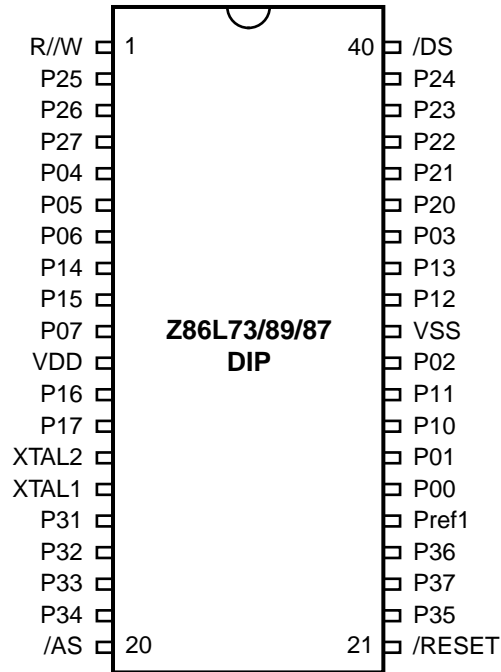 R//W 1 40 /DS
P25 P24
P26 P23
P27 P22
P04 P21
P05 P20
P06 P03
P14 P13
P15 P12
P07 Z86L73/89/87 VSS
VDD DIP P02
P16 P11
P17 P10
XTAL2 P01
XTAL1 P00
P31 Pref1
P32 P36
P33 P37
P34 P35
/AS 20 21 /RESET